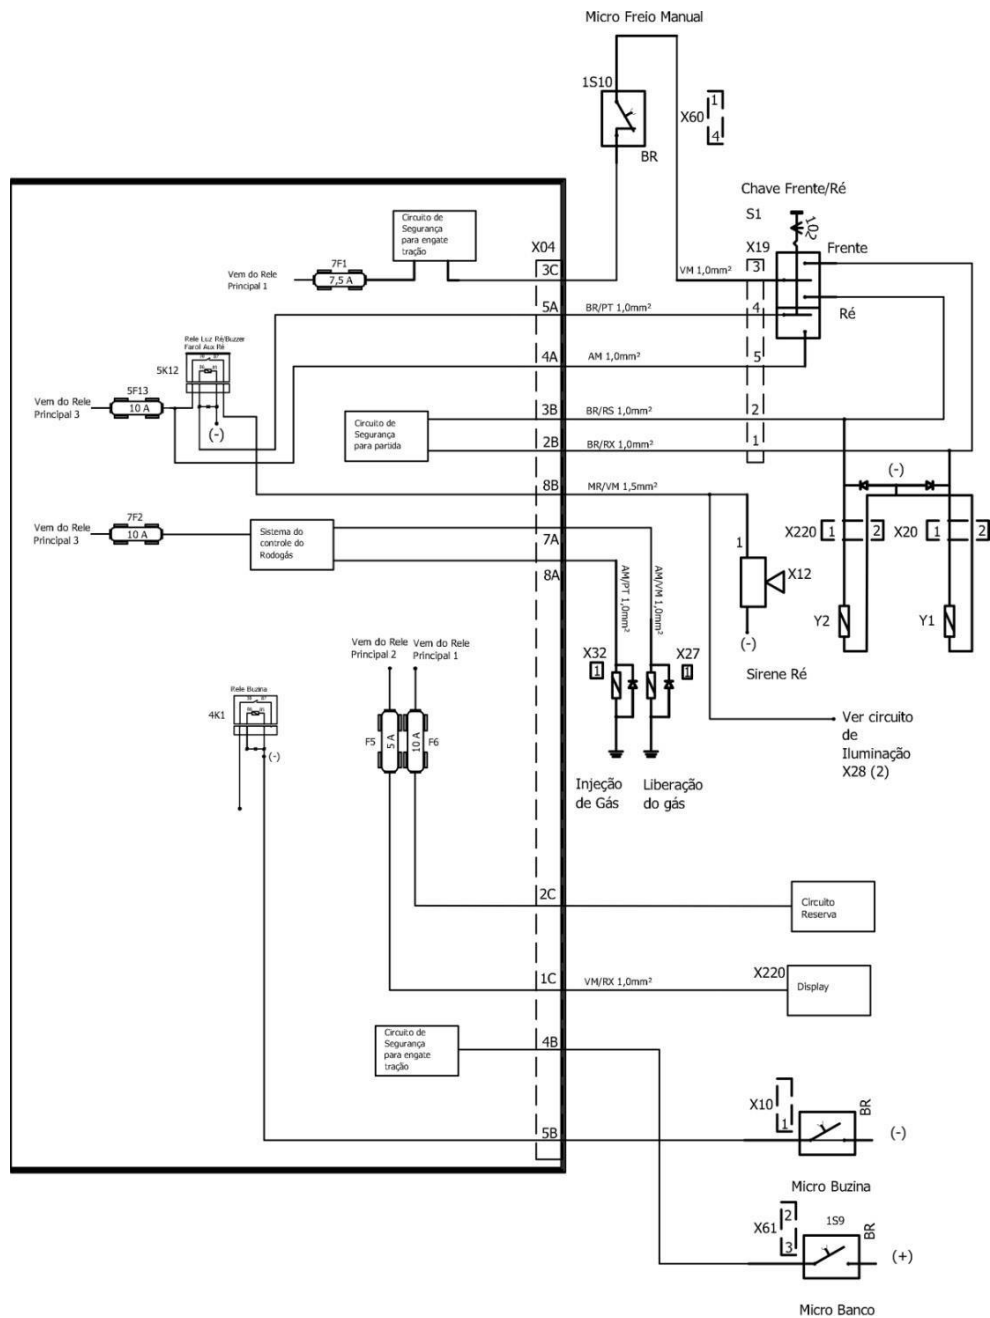 Micro Freio Manual
1S10
X60
1
4
BR
Chave Frente/Ré
S1
102
X04
X19
Frente
Ré
Circuito de
Segurança
para engate
tração
7F1
7,5 A
Vem do Rele
Principal 1
3C
VM 1,0mm²
3
5A
BR/PT 1,0mm²
4
Rele Luz Ré/Buzzer
Farol Aux Ré
5K12
4A
AM 1,0mm²
5
5F13
10 A
Vem do Rele
Principal 3
(-)
Circuito de
Segurança
para partida
3B
BR/RS 1,0mm²
2
2B
BR/RX 1,0mm²
1
8B
MR/VM 1,5mm²
(-)
7F2
10 A
Vem do Rele
Principal 3
Sistema do
controle do
Rodogás
7A
8A
AM/PT 1,0mm²
AM/VM 1,0mm²
X220
1
2
X20
1
2
1
X12
(-)
Y2
Y1
Sirene Ré
X32
1
X27
1
Injeção
de Gás
Liberação
do gás
Ver circuito
de
Iluminação
X28 (2)
Vem do Rele
Principal 2
Vem do Rele
Principal 1
F5
5 A
10 A
F6
Rele Buzina
4K1
(-)
2C
Circuito
Reserva
1C
VM/RX 1,0mm²
X220
Display
Circuito de
Segurança
para engate
tração
4B
5B
X10
1
BR
(-)
Micro Buzina
X61
2
3
1S9
BR
(+)
Micro Banco